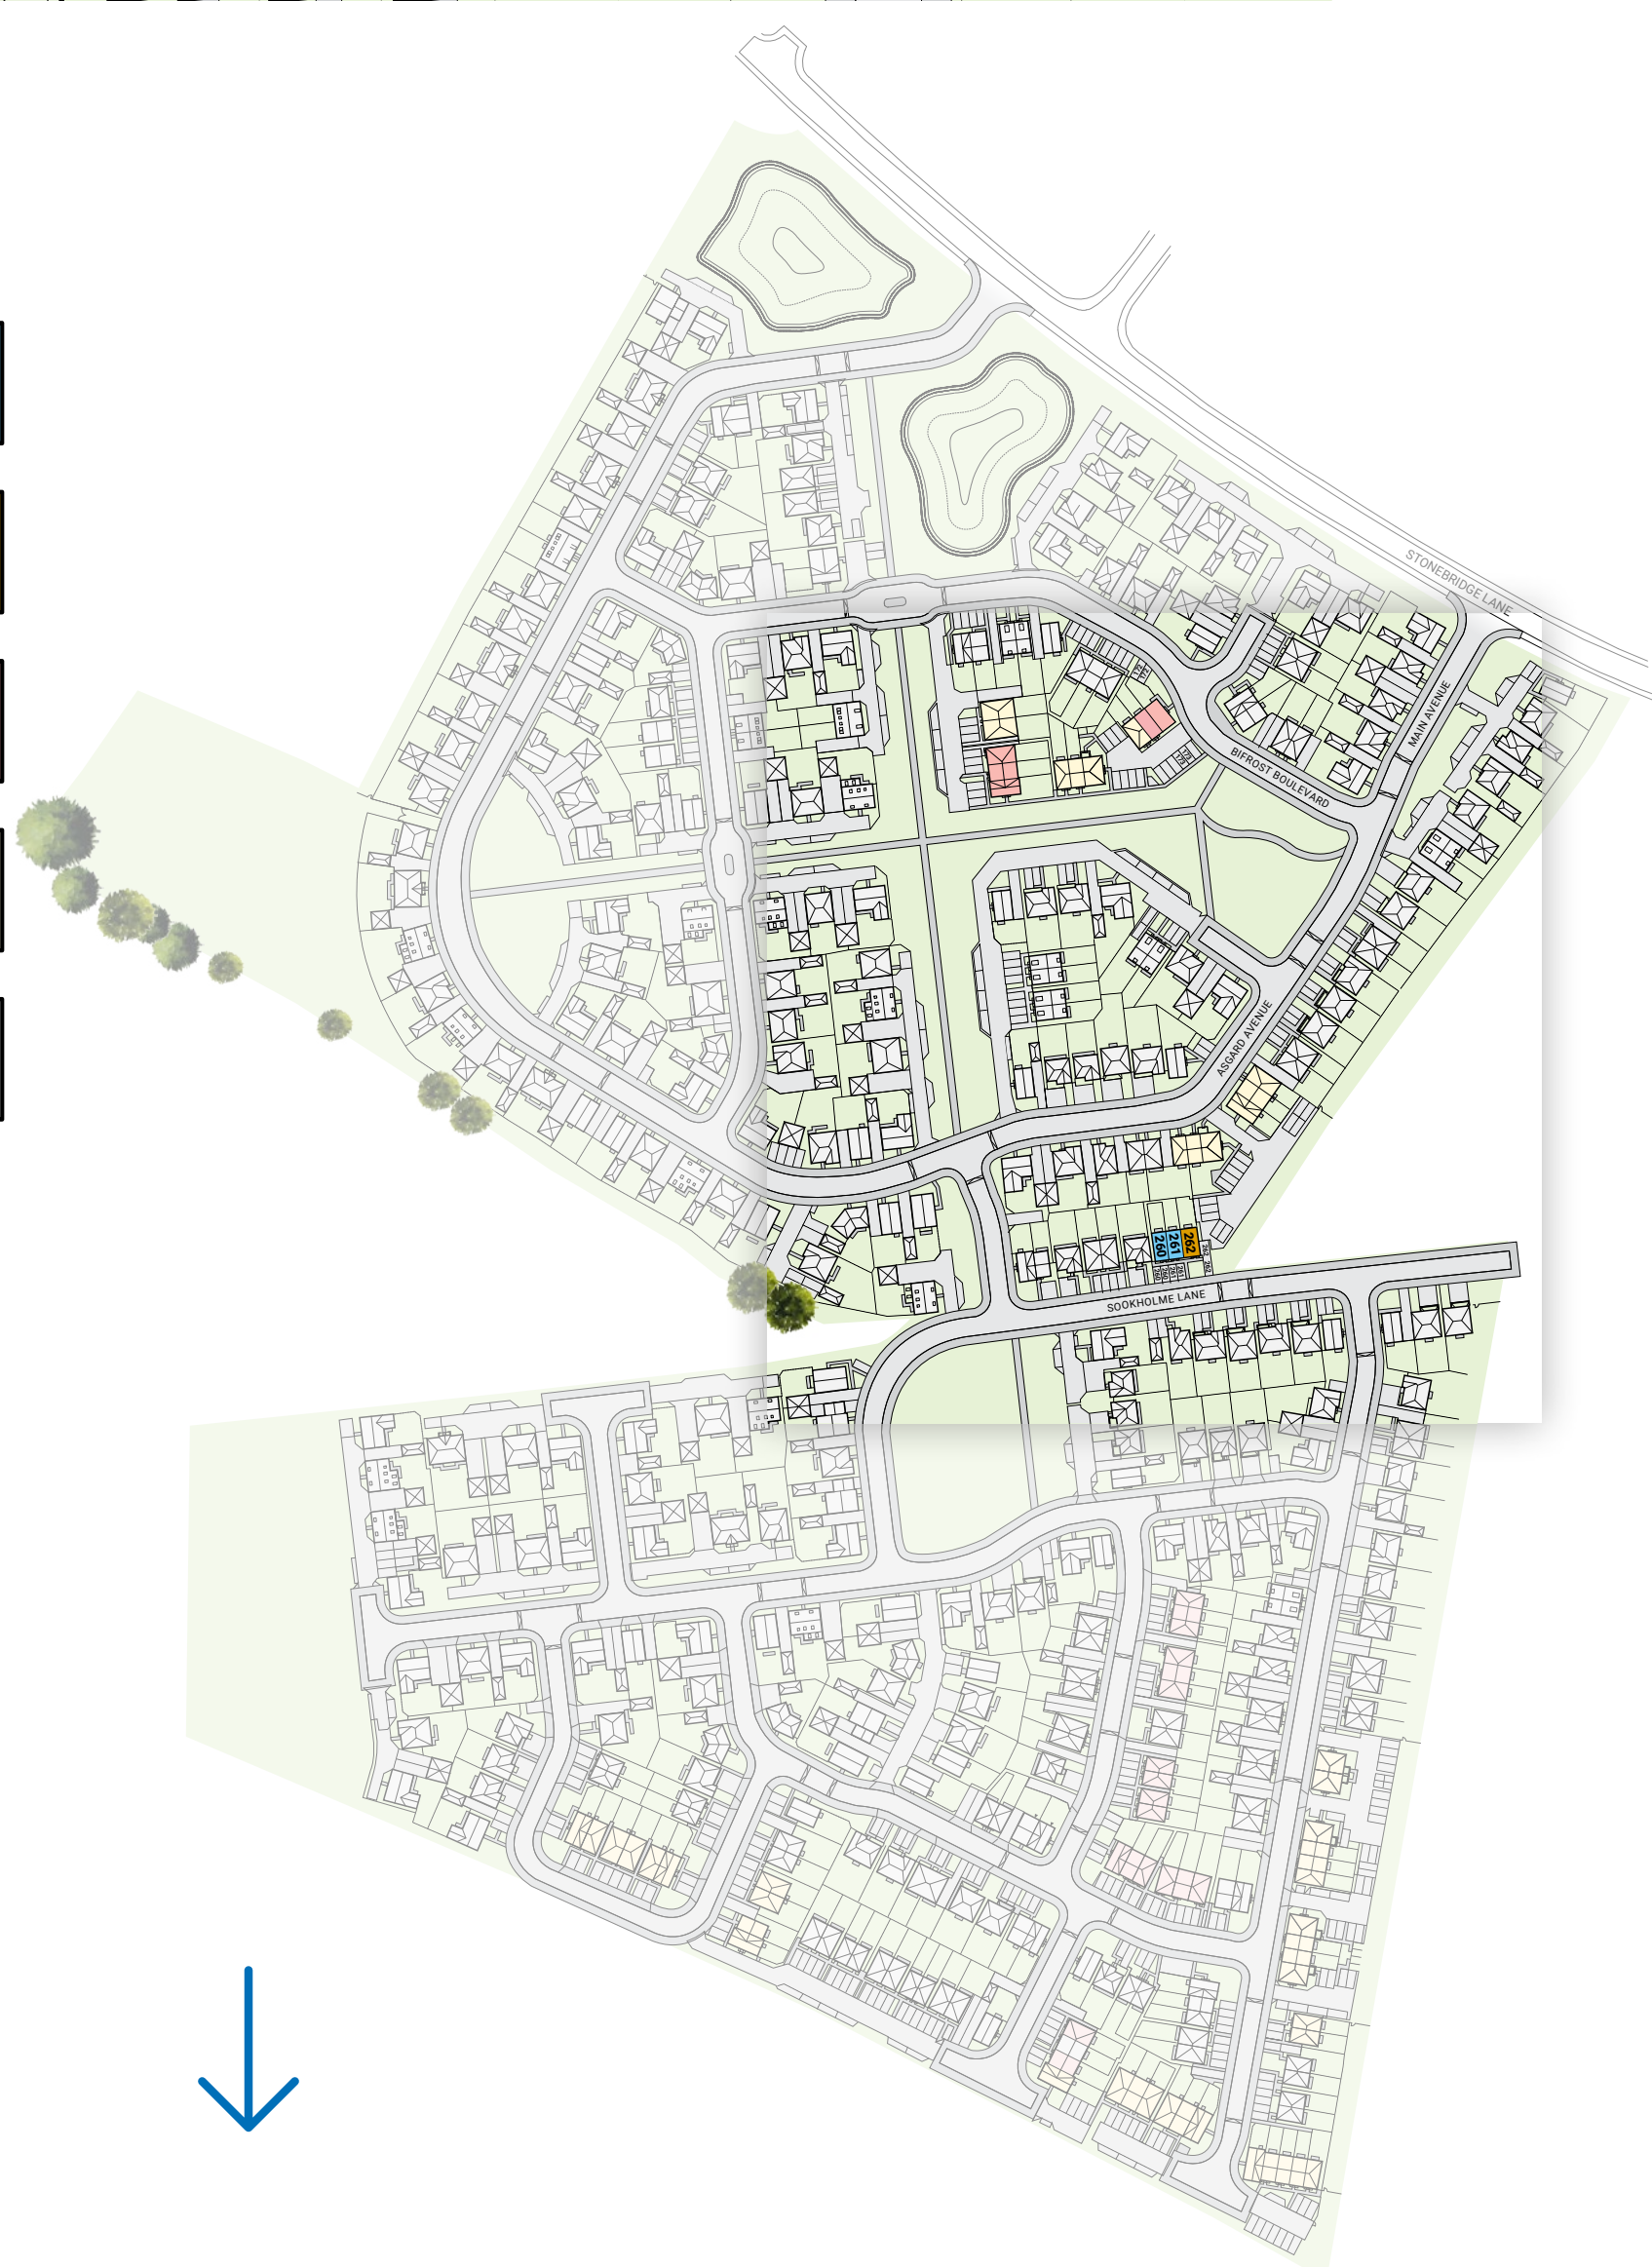 STONEBRIDGE LANE
MAIN AVENUE
BIFROST BOULEVARD
ASGARD AVENUE
260
261
262
SOOKHOLME LANE